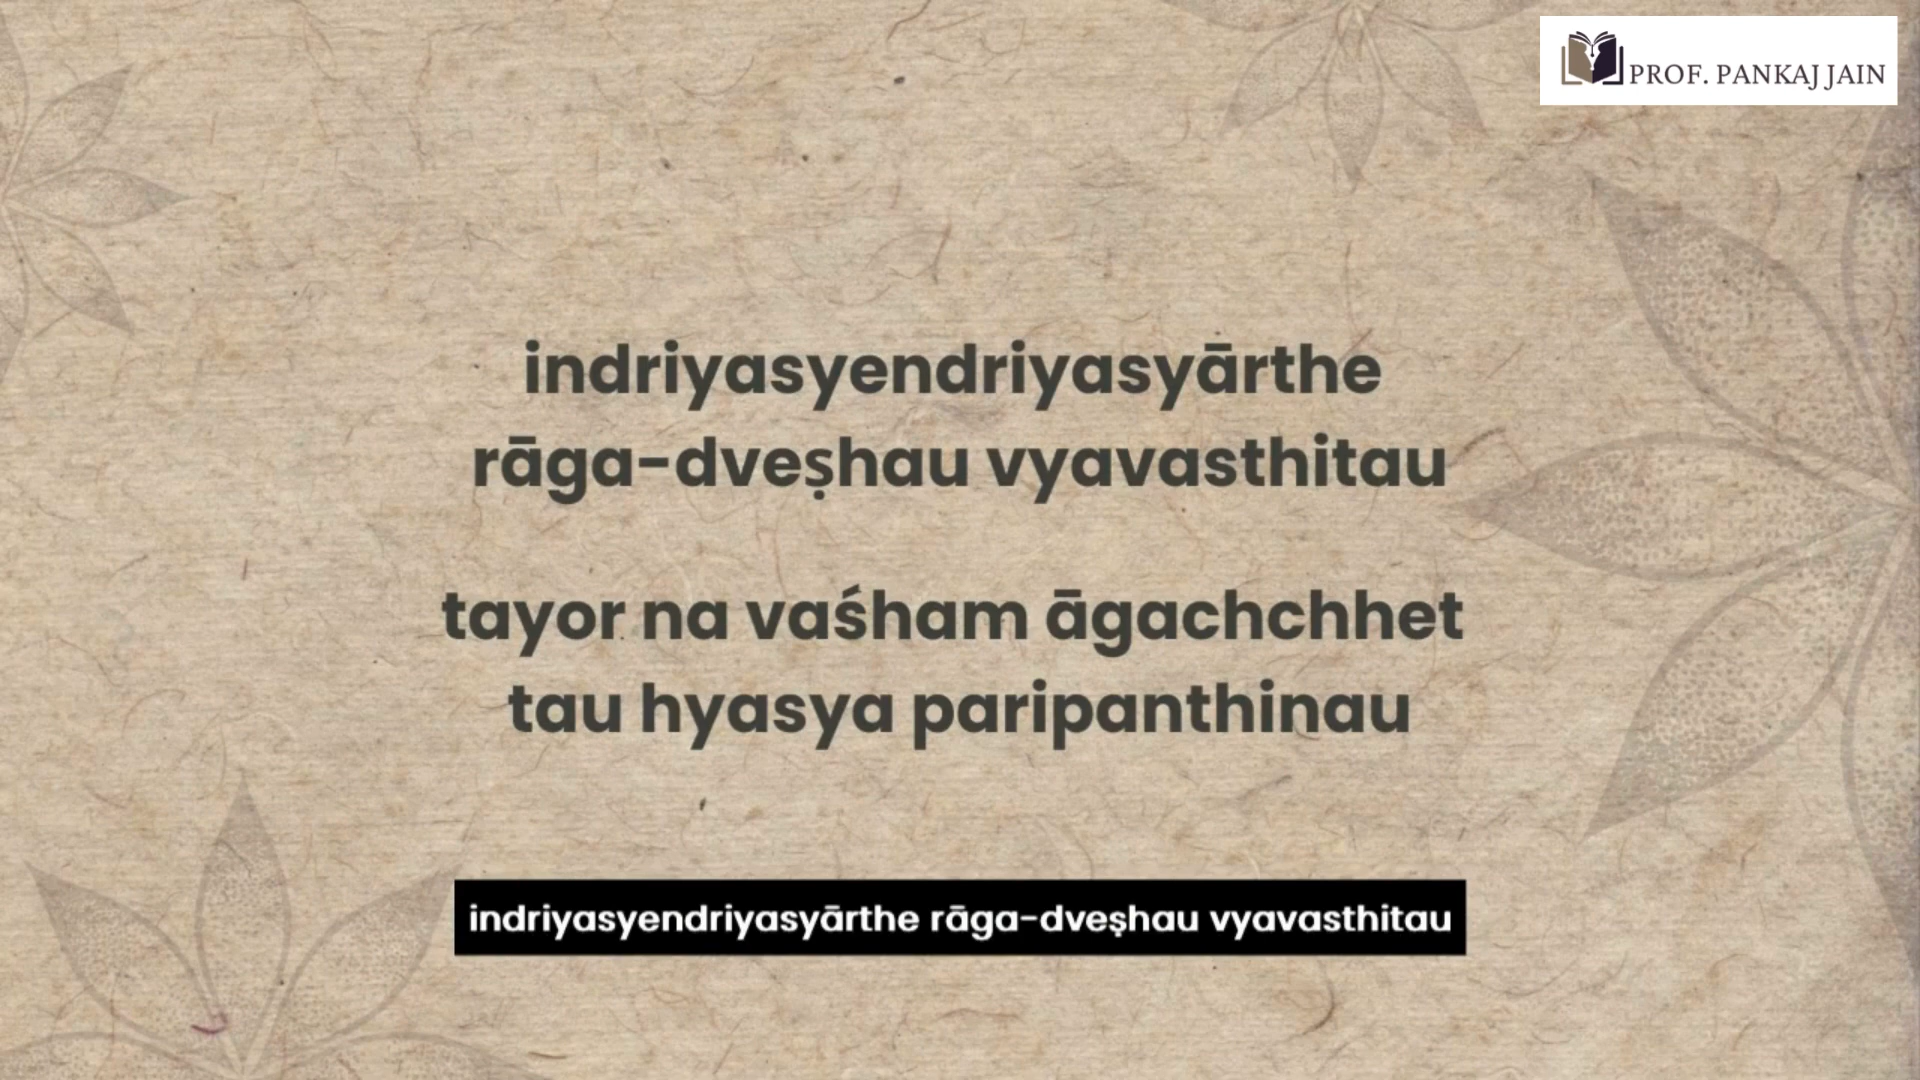 PROF. PANKAJ JAIN
indriyasyendriyasyārthe
rāga-dveṣhau vyavasthitau
tayor na vaśham āgachchhet
tau hyasya paripanthinau
indriyasyendriyasyārthe rāga-dveṣhau vyavasthitau